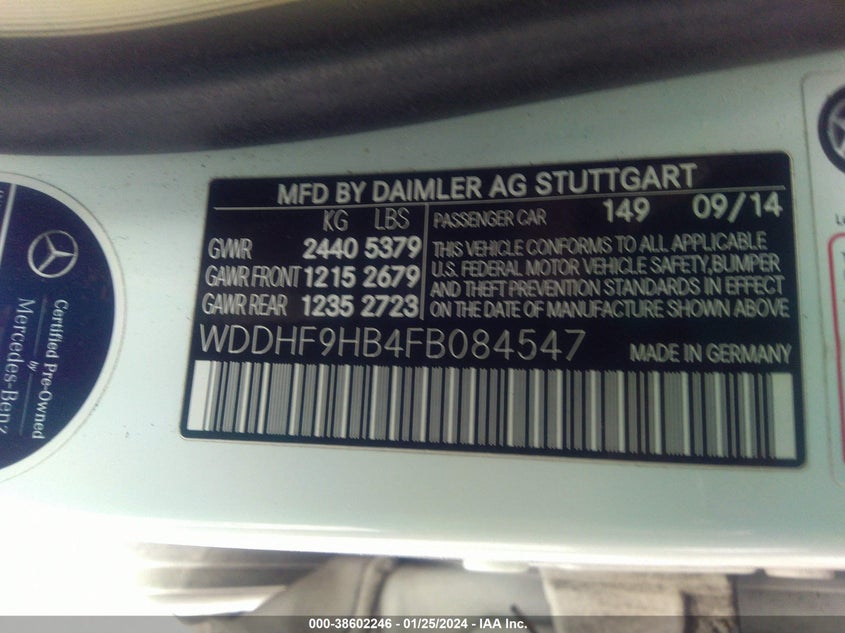 MFD BY DAIMLER AG STUTTGART
KG LBS PASSENGER CAR 149 09/14
GVWR 2440 5379
GAWR FRONT 1215 2679
GAWR REAR 1235 2723
THIS VEHICLE CONFORMS TO ALL APPLICABLE
U.S. FEDERAL MOTOR VEHICLE SAFETY, BUMPER
AND THEFT PREVENTION STANDARDS IN EFFECT
ON THE DATE OF MANUFACTURE SHOWN ABOVE.
WDDHF9HB4FB084547 MADE IN GERMANY
Certified Pre-Owned
by
Mercedes-Benz
000-38602246 - 01/25/2024 - IAA Inc.